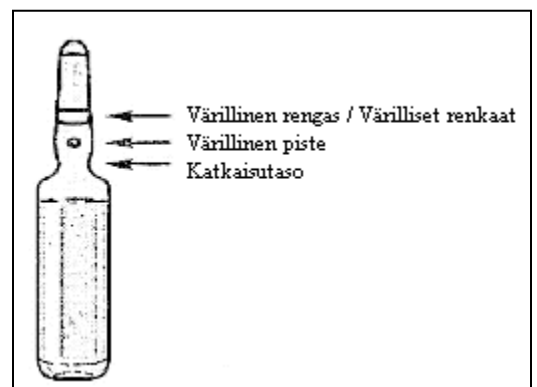 Värillinen rengas / Värilliset renkaat
Värillinen piste
Katkaisutaso